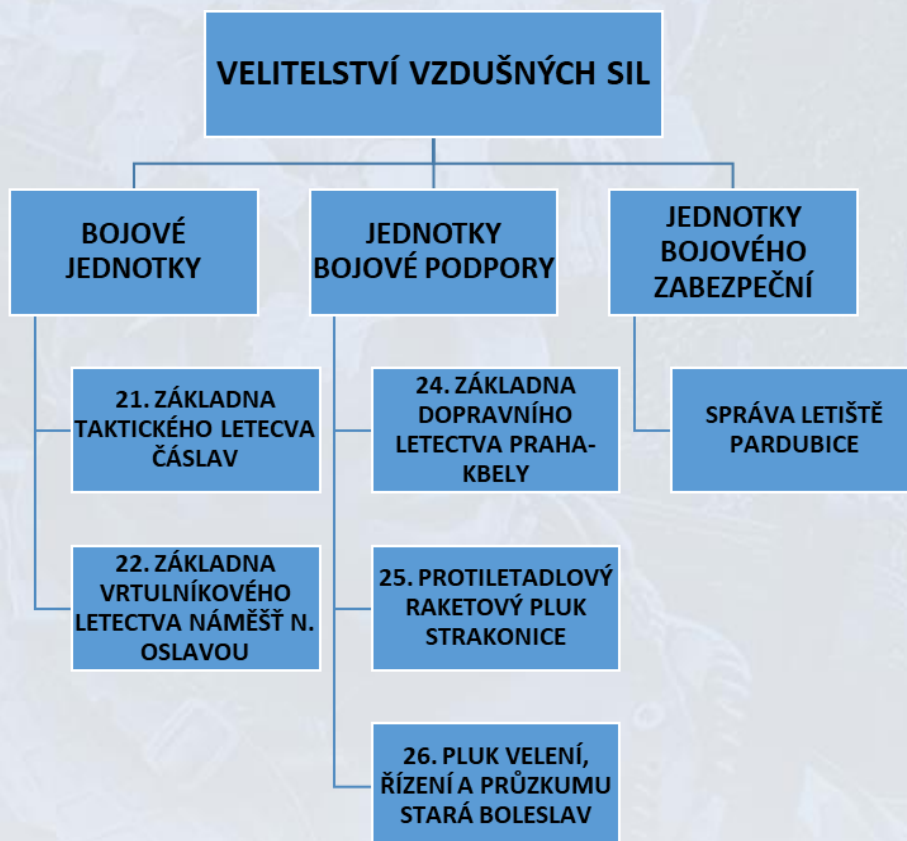 VELITELSTVÍ VZDUŠNÝCH SIL
BOJOVÉ
JEDNOTKY
21. ZÁKLADNA
TAKTICKÉHO LETECVA
ČÁSLAV
22. ZÁKLADNA
VRTULNÍKOVÉHO
LETECTVA NÁMĚŠŤ N.
OSLAVOU
JEDNOTKY
BOJOVÉ PODPORY
24. ZÁKLADNA
DOPRAVNÍHO
LETECTVA PRAHA-
KBELY
25. PROTILETADLOVÝ
RAKETOVÝ PLUK
STRAKONICE
26. PLUK VELENÍ,
ŘÍZENÍ A PRŮZKUMU
STARÁ BOLESLAV
JEDNOTKY
BOJOVÉHO
ZABEZPEČNÍ
SPRÁVA LETIŠTĚ
PARDUBICE